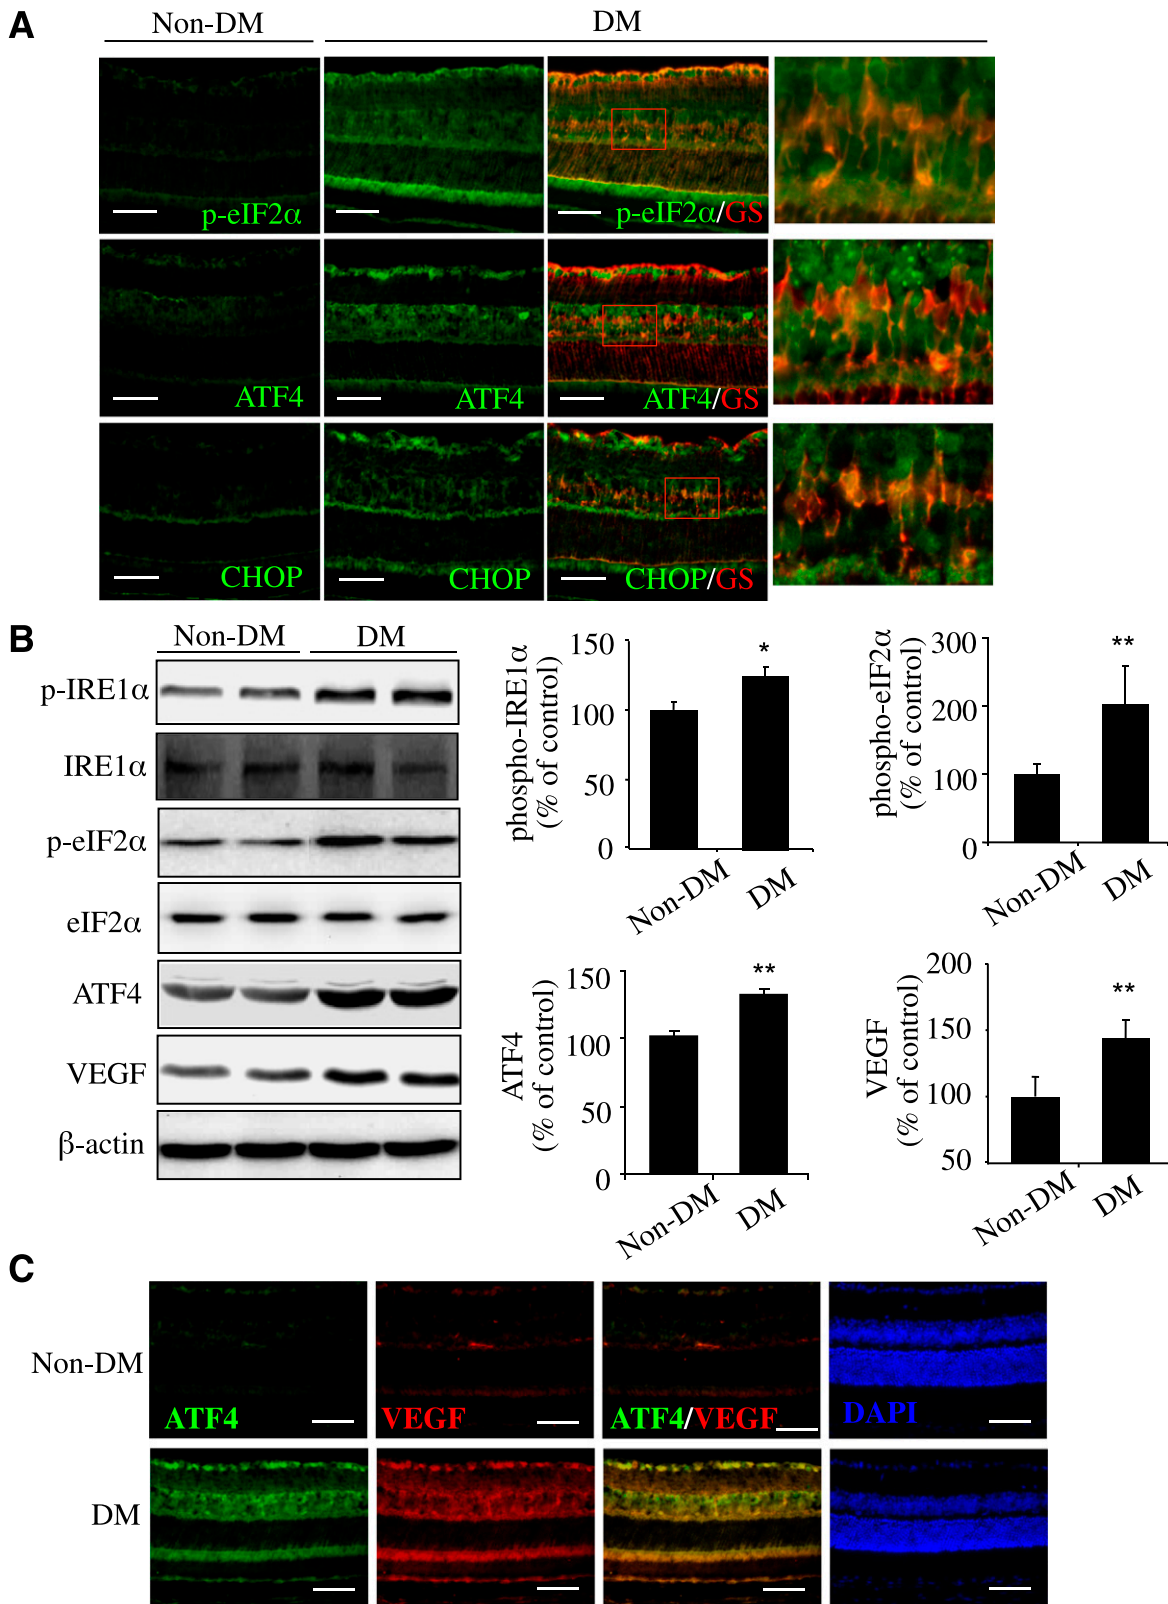 A
Non-DM
DM
p-eIF2α
p-eIF2α/GS
ATF4
ATF4
ATF4/GS
CHOP
CHOP
CHOP/GS
B
Non-DM
DM
p-IRE1α
IRE1α
p-eIF2α
eIF2α
ATF4
VEGF
β-actin
phospho-IRE1α
(% of control)
150
100
50
0
*
Non-DM
DM
phospho-eIF2α
(% of control)
300
200
100
0
**
Non-DM
DM
ATF4
(% of control)
150
100
50
0
**
Non-DM
DM
VEGF
(% of control)
200
150
100
50
**
Non-DM
DM
C
Non-DM
ATF4
VEGF
ATF4/VEGF
DAPI
DM